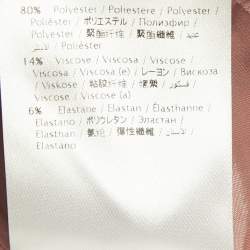 80% Polyester / Poliestere / Polyester /
Poliéster / ポリエステル / Полиэфир /
Polyester / 聚酯纤维 / 聚酯纖維 /
/ Poliéster
14% Viscose / Viscosa / Viscose /
Viscosa / Viscosa (e) / レーヨン / Вискоза
/ Viskose / 粘胶纤维 / 嫘縈 /
Viscose / Viscose (a)
6% Elastane / Elastan / Élasthanne /
Elastano / ポリウレタン / Эластан /
Elasthan / 氨纶 / 彈性纖維 /
Elastano